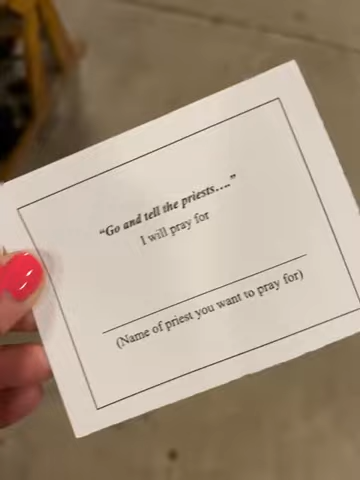 “Go and tell the priests....”
I will pray for
(Name of priest you want to pray for)